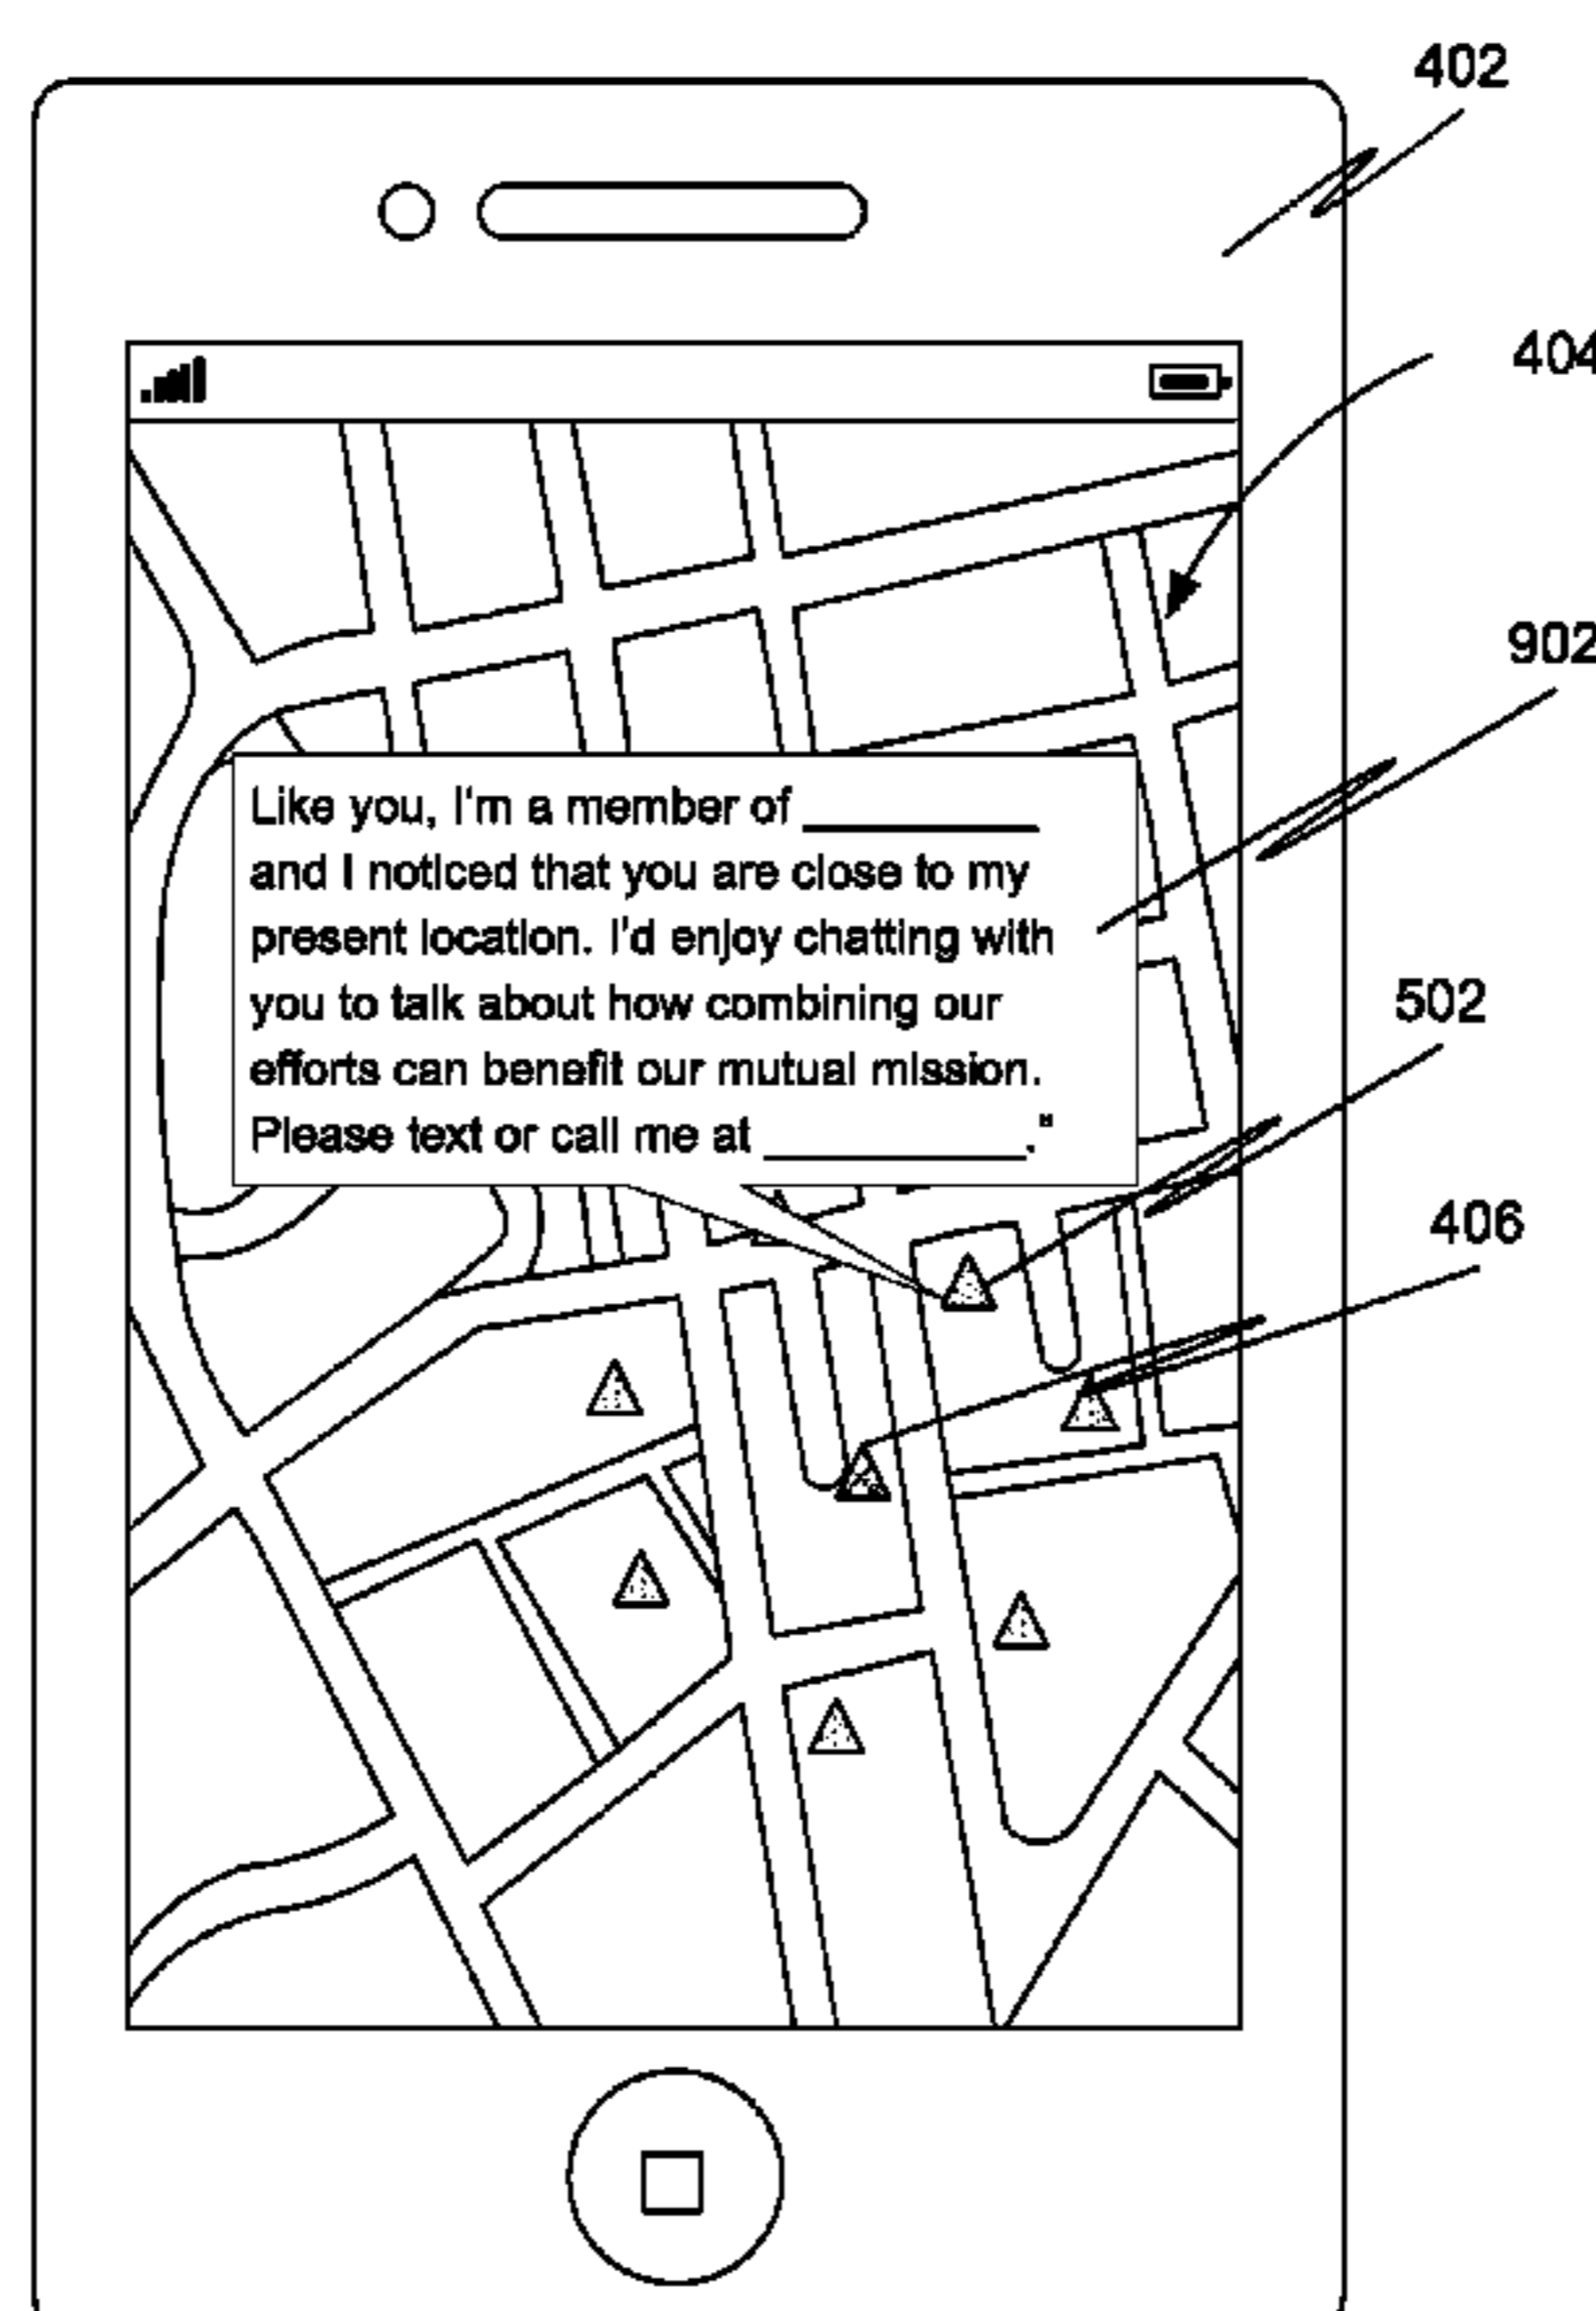 402
404
902
Like you, I'm a member of ____________
and I noticed that you are close to my
present location. I'd enjoy chatting with
you to talk about how combining our
efforts can benefit our mutual mission.
Please text or call me at _____________."
502
406